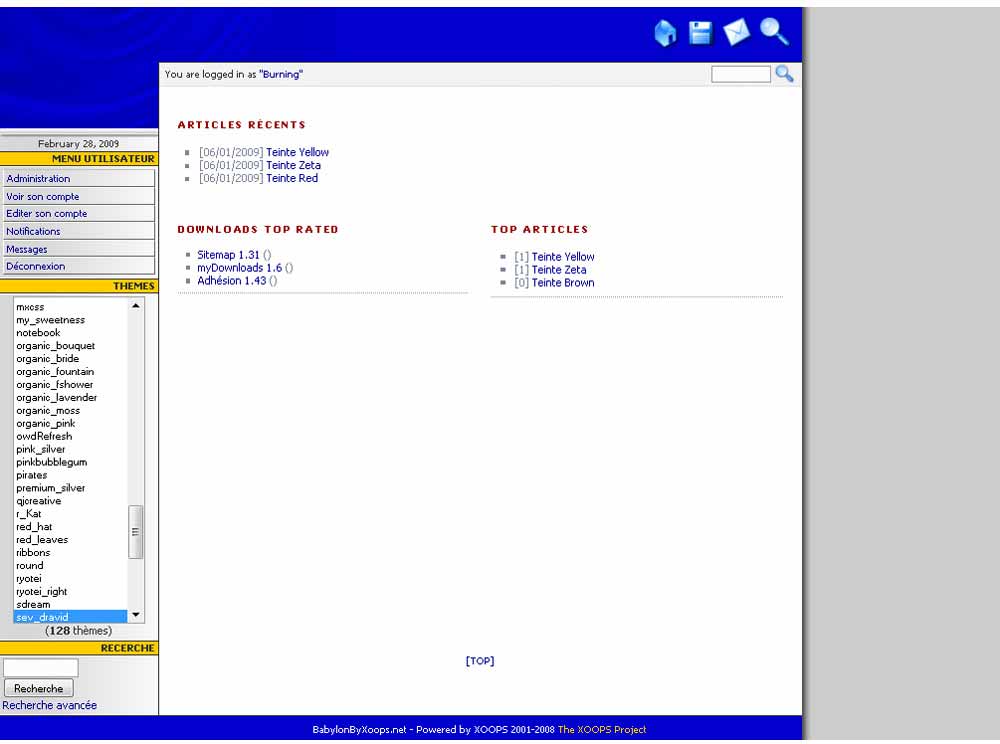 You are logged in as "Burning"
February 28, 2009
MENU UTILISATEUR
Administration
Voir son compte
Editer son compte
Notifications
Messages
Déconnexion
THEMES
mxcss
my_sweetness
notebook
organic_bouquet
organic_bride
organic_fountain
organic_fshower
organic_lavender
organic_moss
organic_pink
owdRefresh
pink_silver
pinkbubblegum
pirates
premium_silver
qjcreative
r_Kat
red_hat
red_leaves
ribbons
round
ryotei
ryotei_right
sdream
sev_dravid
(128 thèmes)
RECERCHE
Recherche
Recherche avancée
ARTICLES RÉCENTS
[06/01/2009] Teinte Yellow
[06/01/2009] Teinte Zeta
[06/01/2009] Teinte Red
DOWNLOADS TOP RATED
Sitemap 1.31 ()
myDownloads 1.6 ()
Adhésion 1.43 ()
TOP ARTICLES
[1] Teinte Yellow
[1] Teinte Zeta
[0] Teinte Brown
[TOP]
BabylonByXoops.net - Powered by XOOPS 2001-2008 The XOOPS Project